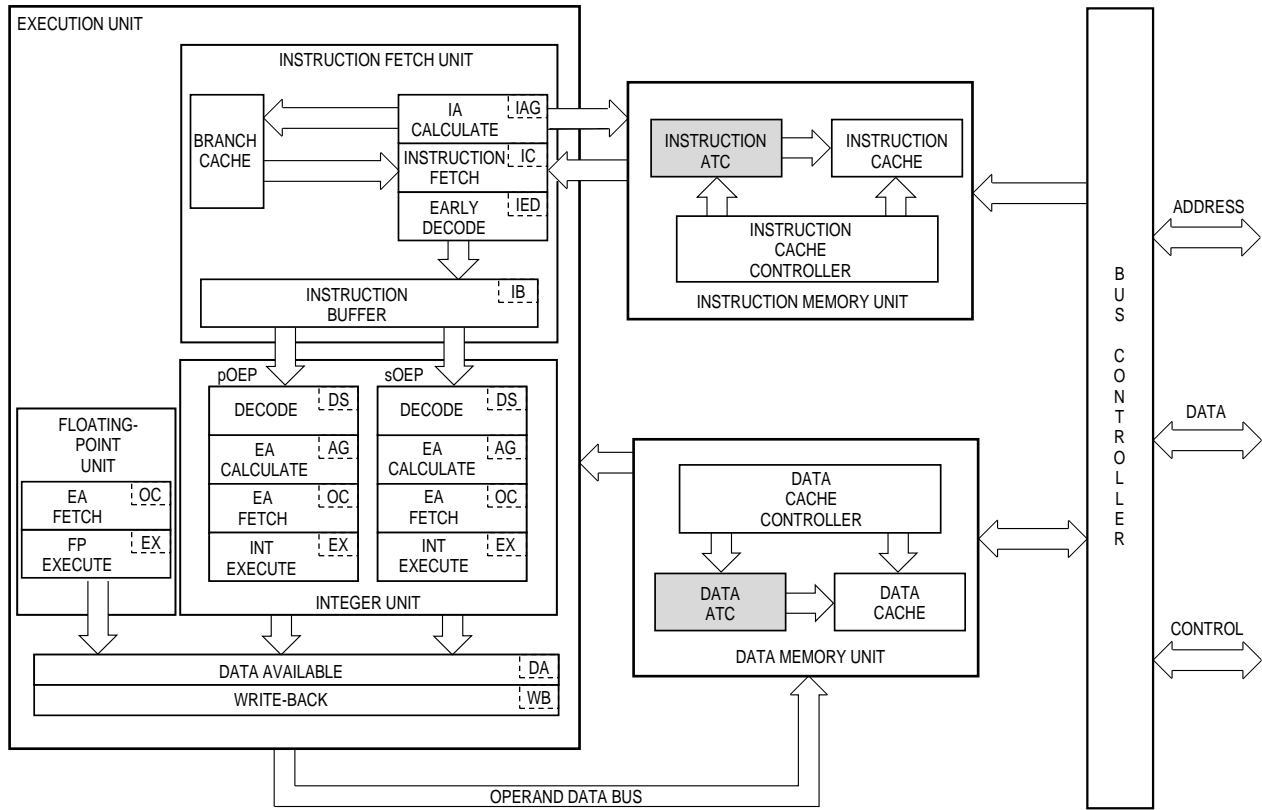 EXECUTION UNIT
INSTRUCTION FETCH UNIT
BRANCH
CACHE
IA
CALCULATE
IAG
INSTRUCTION
FETCH
IC
EARLY
DECODE
IED
INSTRUCTION
BUFFER
IB
INSTRUCTION
ATC
INSTRUCTION
CACHE
INSTRUCTION
CACHE
CONTROLLER
INSTRUCTION MEMORY UNIT
pOEP
sOEP
DECODE
DS
EA
CALCULATE
AG
EA
FETCH
OC
INT
EXECUTE
EX
DECODE
DS
EA
CALCULATE
AG
EA
FETCH
OC
INT
EXECUTE
EX
INTEGER UNIT
FLOATING-
POINT
UNIT
EA
FETCH
OC
FP
EXECUTE
EX
DATA AVAILABLE
DA
WRITE-BACK
WB
DATA
CACHE
CONTROLLER
DATA
ATC
DATA
CACHE
DATA MEMORY UNIT
OPERAND DATA BUS
BUS CONTROLLER
ADDRESS
DATA
CONTROL